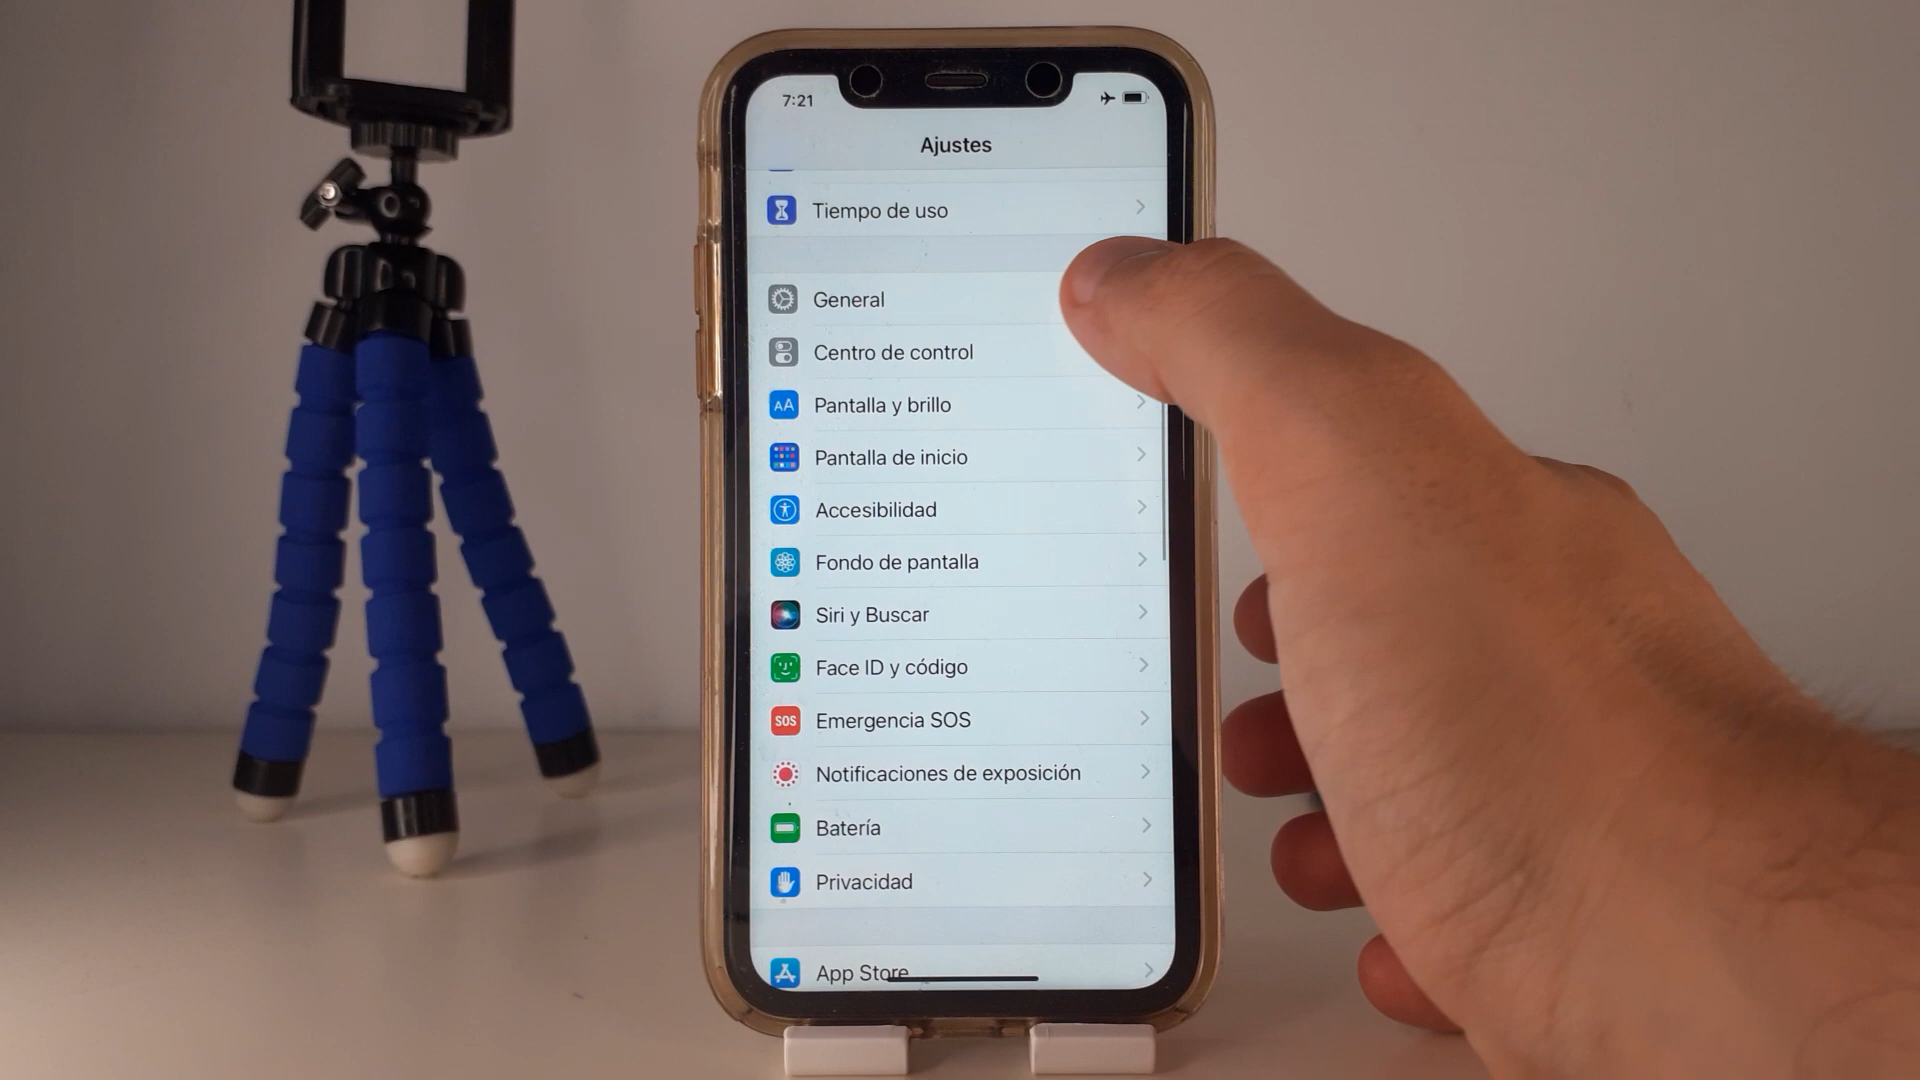 7:21
Ajustes
Tiempo de uso
General
Centro de control
AA Pantalla y brillo
Pantalla de inicio
Accesibilidad
Fondo de pantalla
Siri y Buscar
Face ID y código
SOS Emergencia SOS
Notificaciones de exposición
Batería
Privacidad
App Store